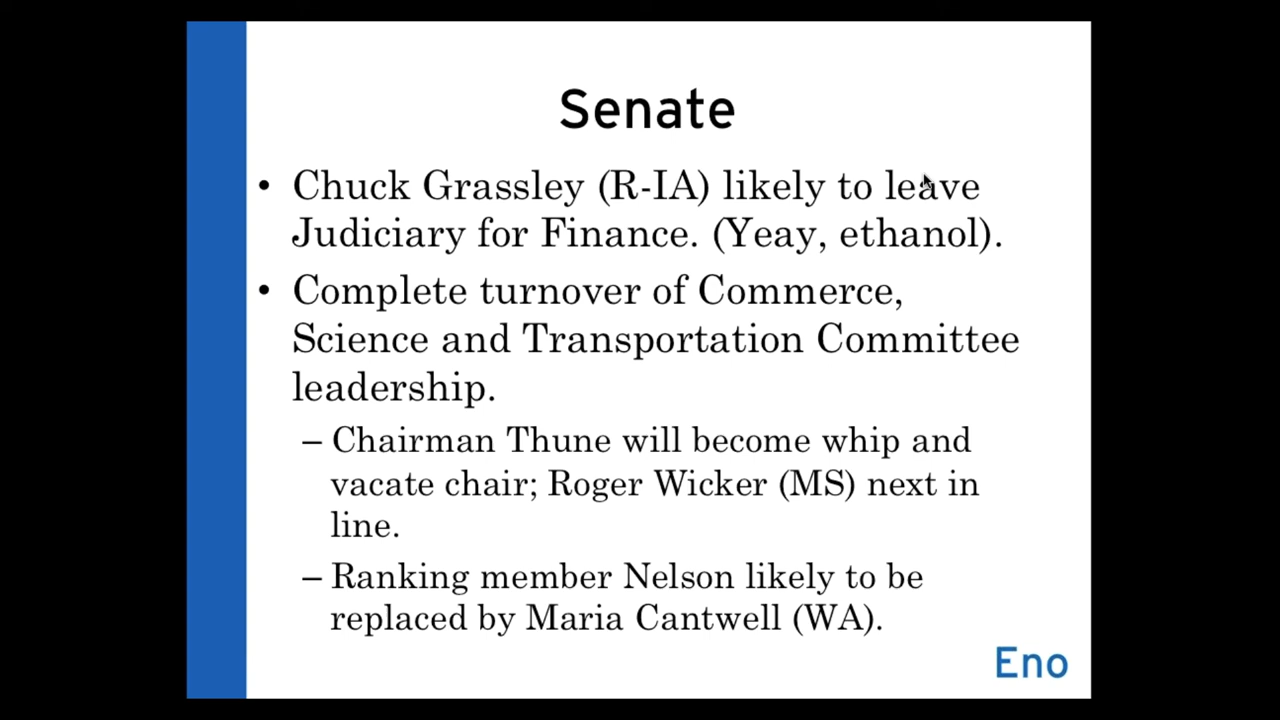 Senate
• Chuck Grassley (R-IA) likely to leave
Judiciary for Finance. (Yeay, ethanol).
• Complete turnover of Commerce,
Science and Transportation Committee
leadership.
– Chairman Thune will become whip and
vacate chair; Roger Wicker (MS) next in
line.
– Ranking member Nelson likely to be
replaced by Maria Cantwell (WA).
Eno